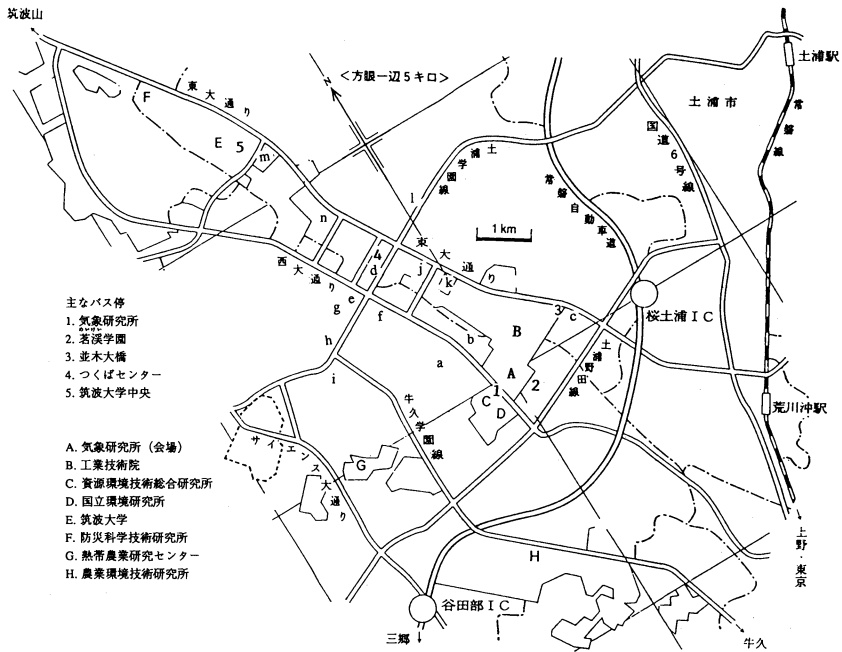 筑波山
<方眼一辺5キロ>
N
土浦駅
土浦市
常磐線
国道6号線
東大通り
F
E 5
m
土浦学園線
常磐自動車道
l
1 km
n
4
d
東大通り
j
k
西大通り
e
g
f
3
c
桜土浦IC
主なバス停
1. 気象研究所
めいけい
2. 茗溪学園
3. 並木大橋
4. つくばセンター
5. 筑波大学中央
h
b
B
a
土浦野田線
i
A
2
1
C
D
牛久学園線
荒川沖駅
サイエンス大通り
G
A. 気象研究所（会場）
B. 工業技術院
C. 資源環境技術総合研究所
D. 国立環境研究所
E. 筑波大学
F. 防災科学技術研究所
G. 熱帯農業研究センター
H. 農業環境技術研究所
H
上野・東京
谷田部IC
三郷
牛久